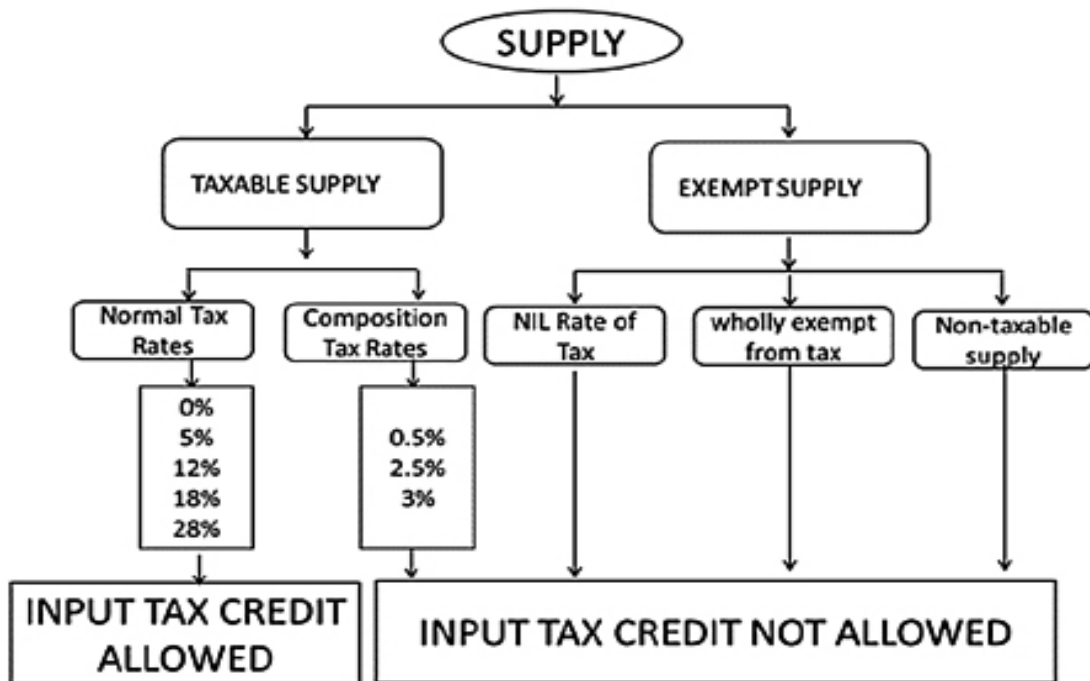 SUPPLY
TAXABLE SUPPLY
EXEMPT SUPPLY
Normal Tax
Rates
Composition
Tax Rates
NIL Rate of
Tax
wholly exempt
from tax
Non-taxable
supply
0%
5%
12%
18%
28%
0.5%
2.5%
3%
INPUT TAX CREDIT
ALLOWED
INPUT TAX CREDIT NOT ALLOWED